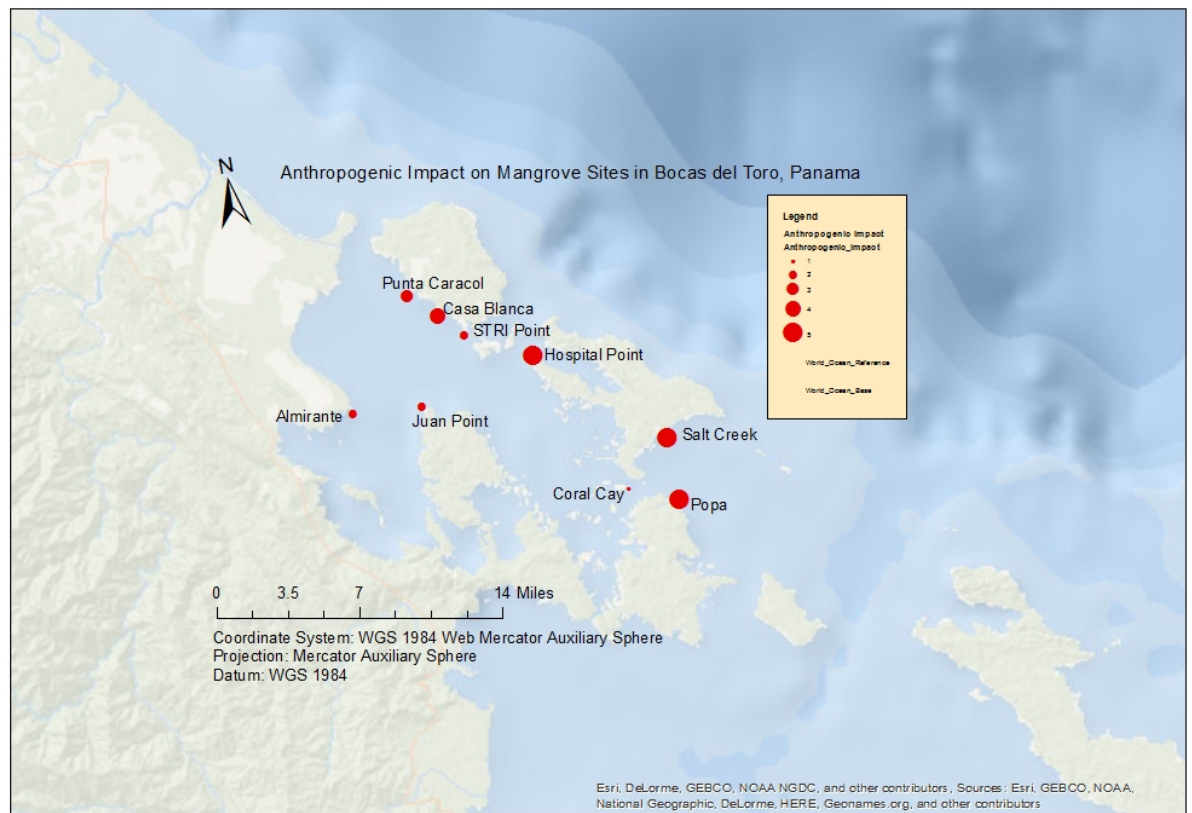 N
Anthropogenic Impact on Mangrove Sites in Bocas del Toro, Panama
Legend
Anthropogenic Impact
Anthropogenic_Impact
1
2
3
4
5
World_Ocean_Reference
World_Ocean_Base
Punta Caracol
Casa Blanca
STRI Point
Hospital Point
Almirante
Juan Point
Salt Creek
Coral Cay
Popa
0 3.5 7 14 Miles
Coordinate System: WGS 1984 Web Mercator Auxiliary Sphere
Projection: Mercator Auxiliary Sphere
Datum: WGS 1984
Esri, DeLorme, GEBCO, NOAA NGDC, and other contributors, Sources: Esri, GEBCO, NOAA,
National Geographic, DeLorme, HERE, Geonames.org, and other contributors